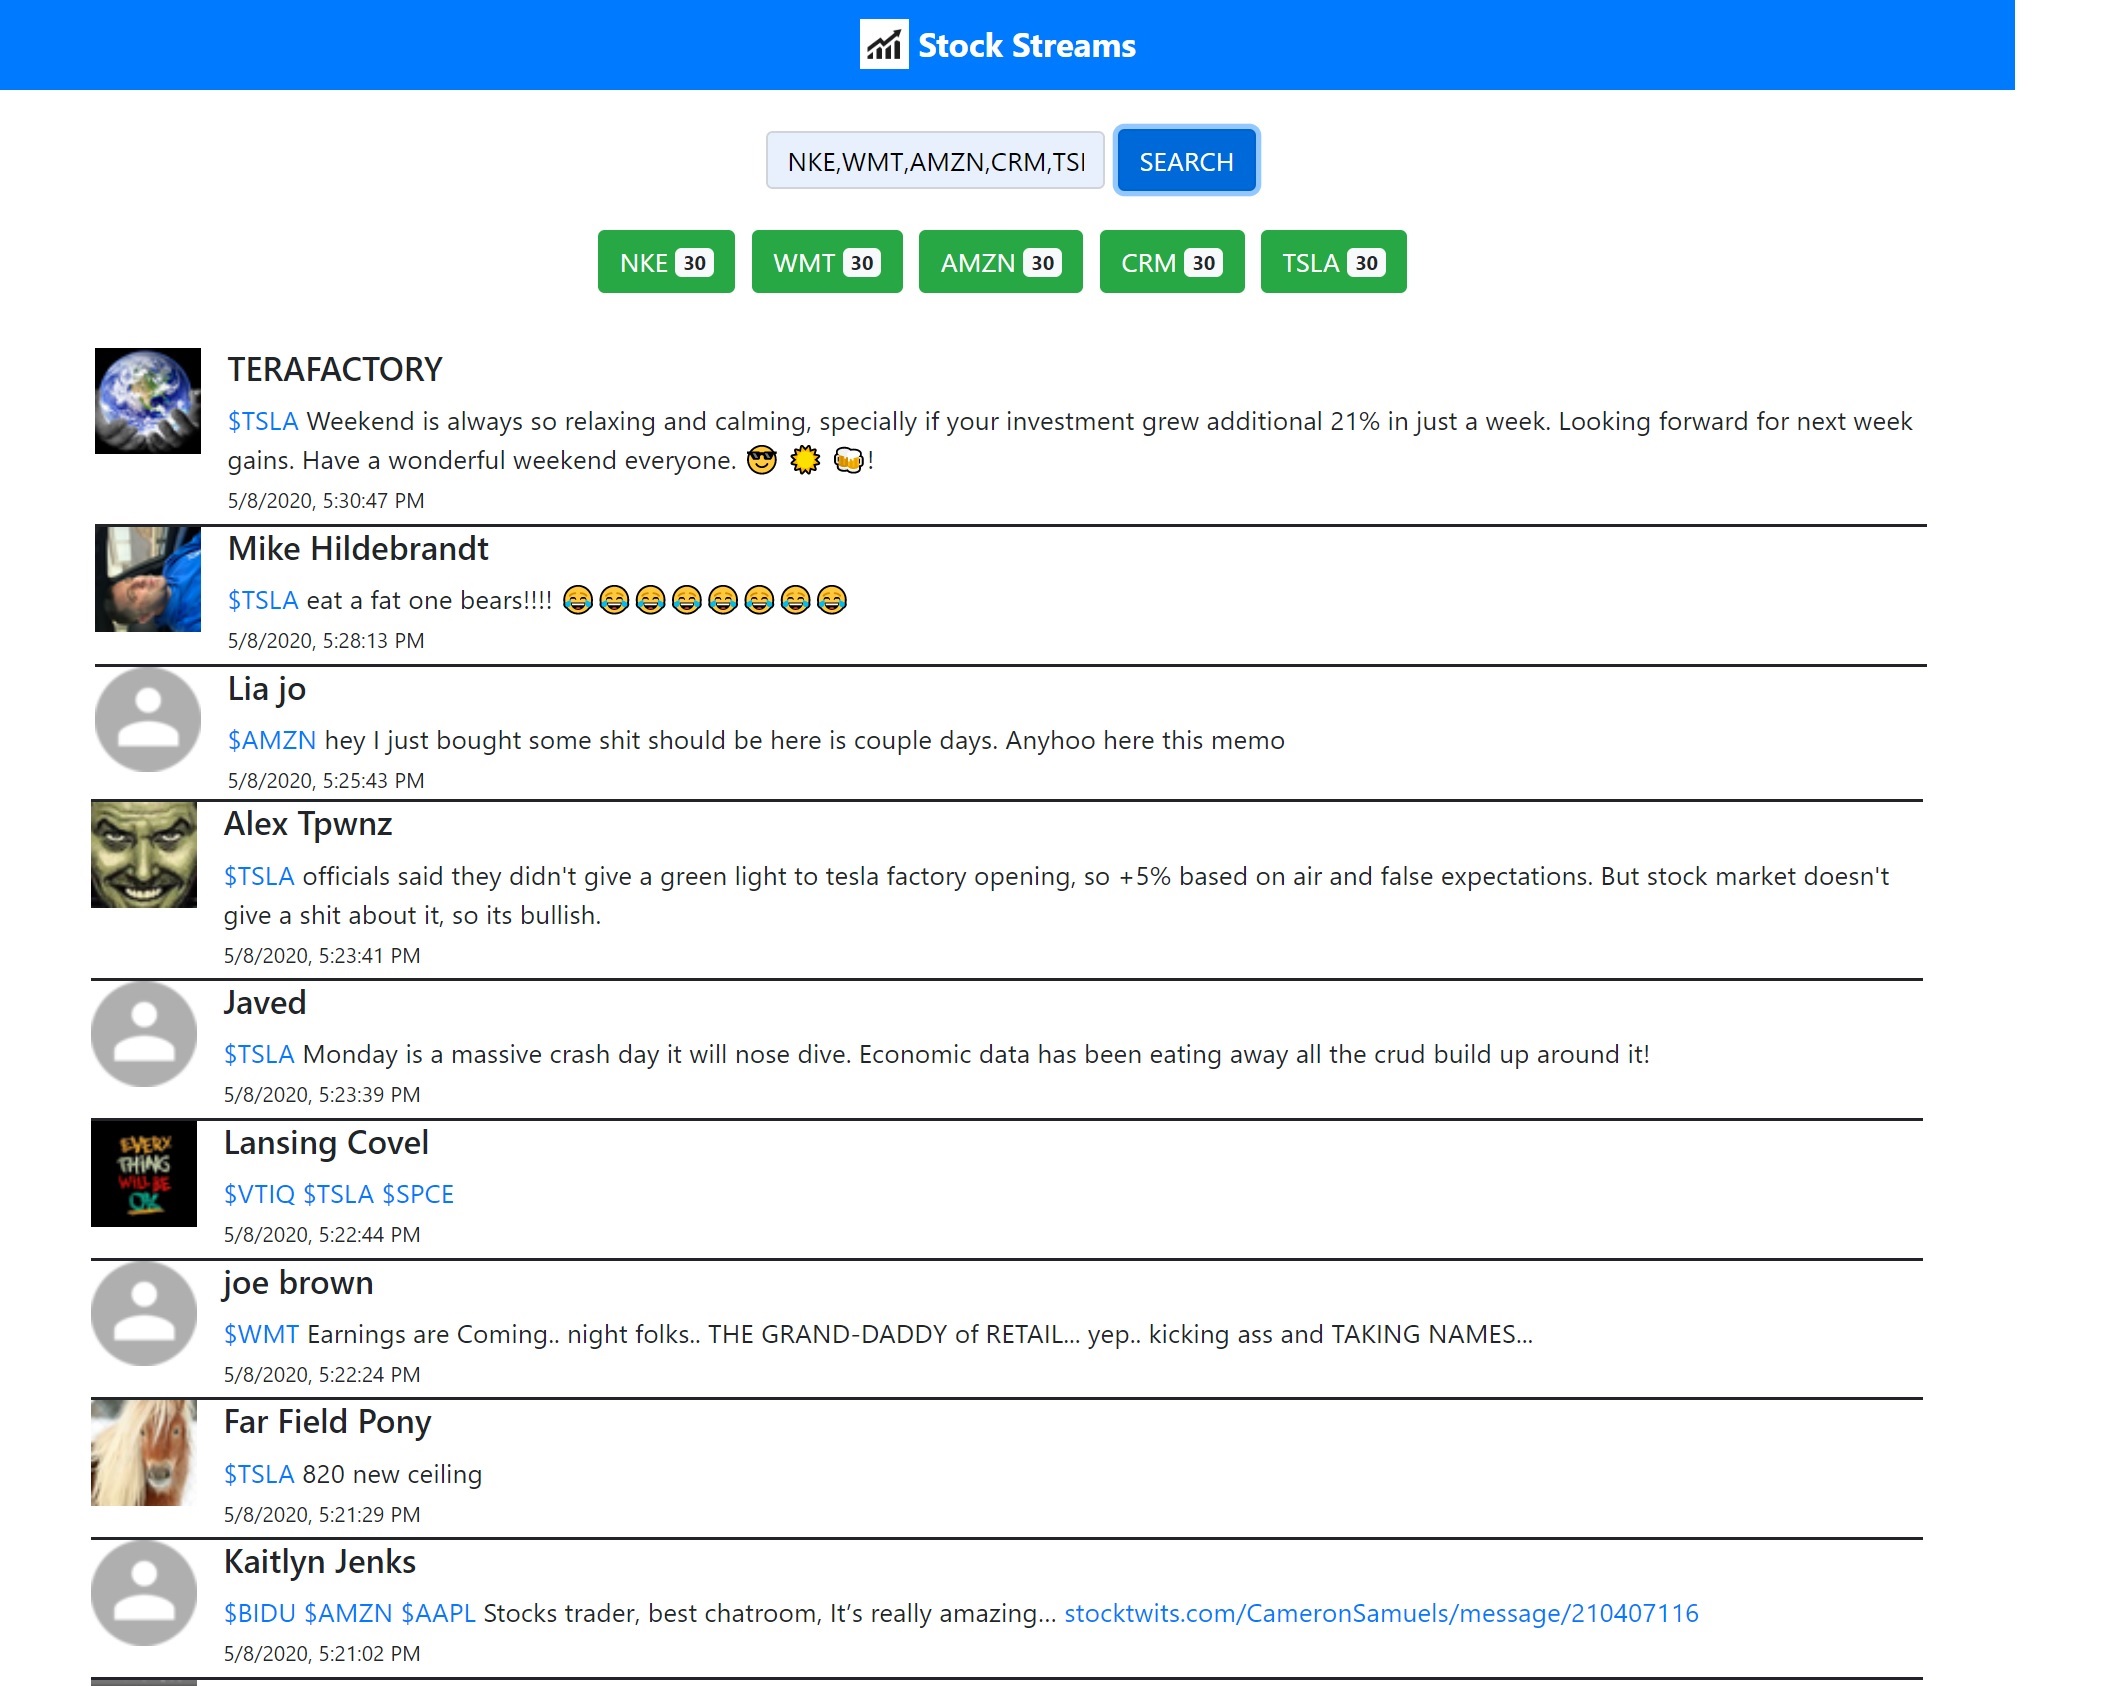 Stock Streams
NKE,WMT,AMZN,CRM,TSI
SEARCH
NKE 30 WMT 30 AMZN 30 CRM 30 TSLA 30
TERAFACTORY
$TSLA Weekend is always so relaxing and calming, specially if your investment grew additional 21% in just a week. Looking forward for next week
gains. Have a wonderful weekend everyone. 😎 ☀️ 🍻!
5/8/2020, 5:30:47 PM
Mike Hildebrandt
$TSLA eat a fat one bears!!!! 😂😂😂😂😂😂😂😂
5/8/2020, 5:28:13 PM
Lia jo
$AMZN hey I just bought some shit should be here is couple days. Anyhoo here this memo
5/8/2020, 5:25:43 PM
Alex Tpwnz
$TSLA officials said they didn't give a green light to tesla factory opening, so +5% based on air and false expectations. But stock market doesn't
give a shit about it, so its bullish.
5/8/2020, 5:23:41 PM
Javed
$TSLA Monday is a massive crash day it will nose dive. Economic data has been eating away all the crud build up around it!
5/8/2020, 5:23:39 PM
EVERY
THING
WILL BE
OK
Lansing Covel
$VTIQ $TSLA $SPCE
5/8/2020, 5:22:44 PM
joe brown
$WMT Earnings are Coming.. night folks.. THE GRAND-DADDY of RETAIL... yep.. kicking ass and TAKING NAMES...
5/8/2020, 5:22:24 PM
Far Field Pony
$TSLA 820 new ceiling
5/8/2020, 5:21:29 PM
Kaitlyn Jenks
$BIDU $AMZN $AAPL Stocks trader, best chatroom, It’s really amazing... stocktwits.com/CameronSamuels/message/210407116
5/8/2020, 5:21:02 PM